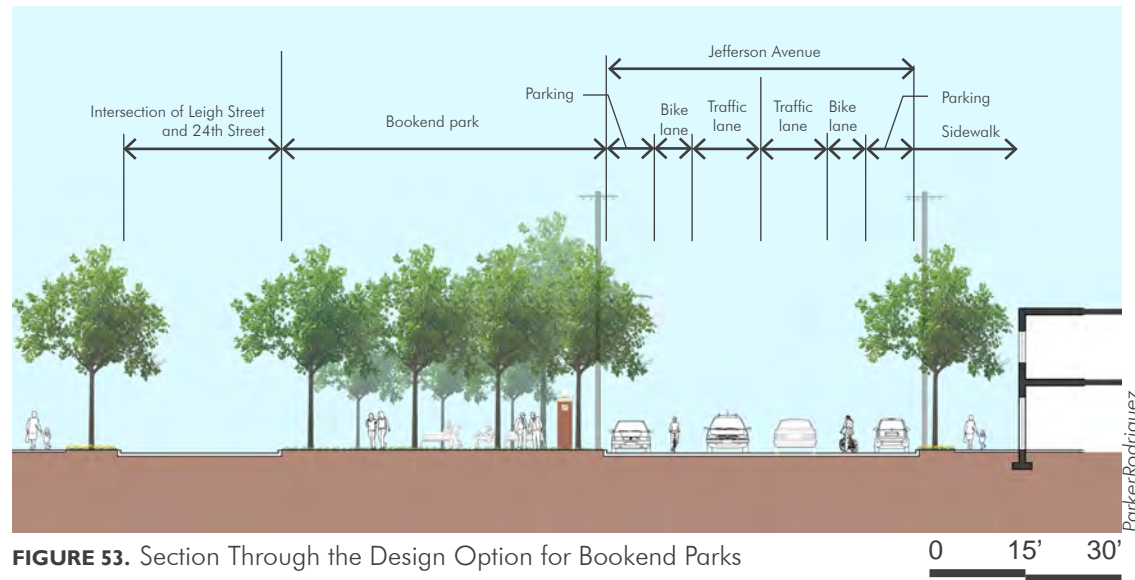 Jefferson Avenue
Intersection of Leigh Street
and 24th Street
Bookend park
Parking
Bike
lane
Traffic
lane
Traffic
lane
Bike
lane
Parking
Sidewalk
ParkerRodriguez
FIGURE 53. Section Through the Design Option for Bookend Parks
0 15’ 30’